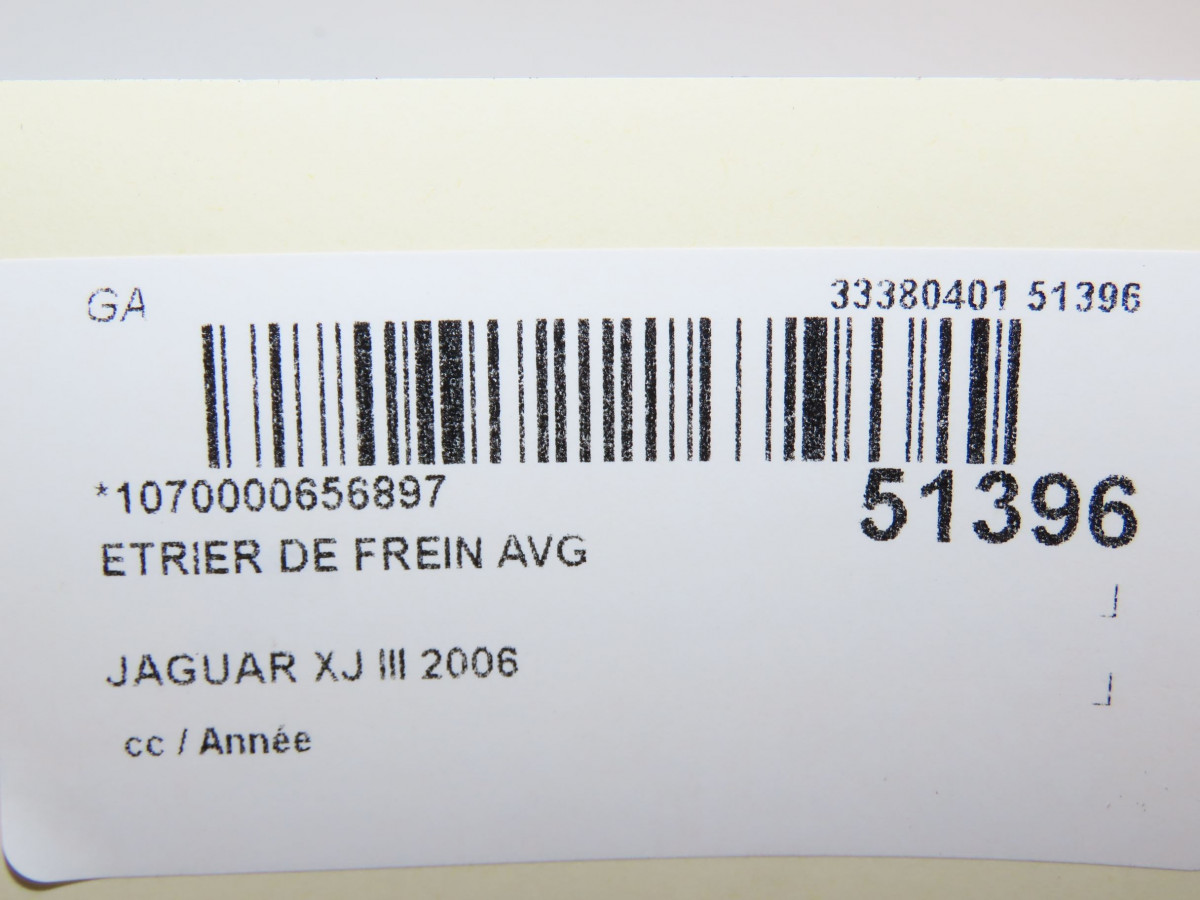 GA
33380401 51396
*1070000656897
51396
ETRIER DE FREIN AVG
JAGUAR XJ III 2006
cc / Année